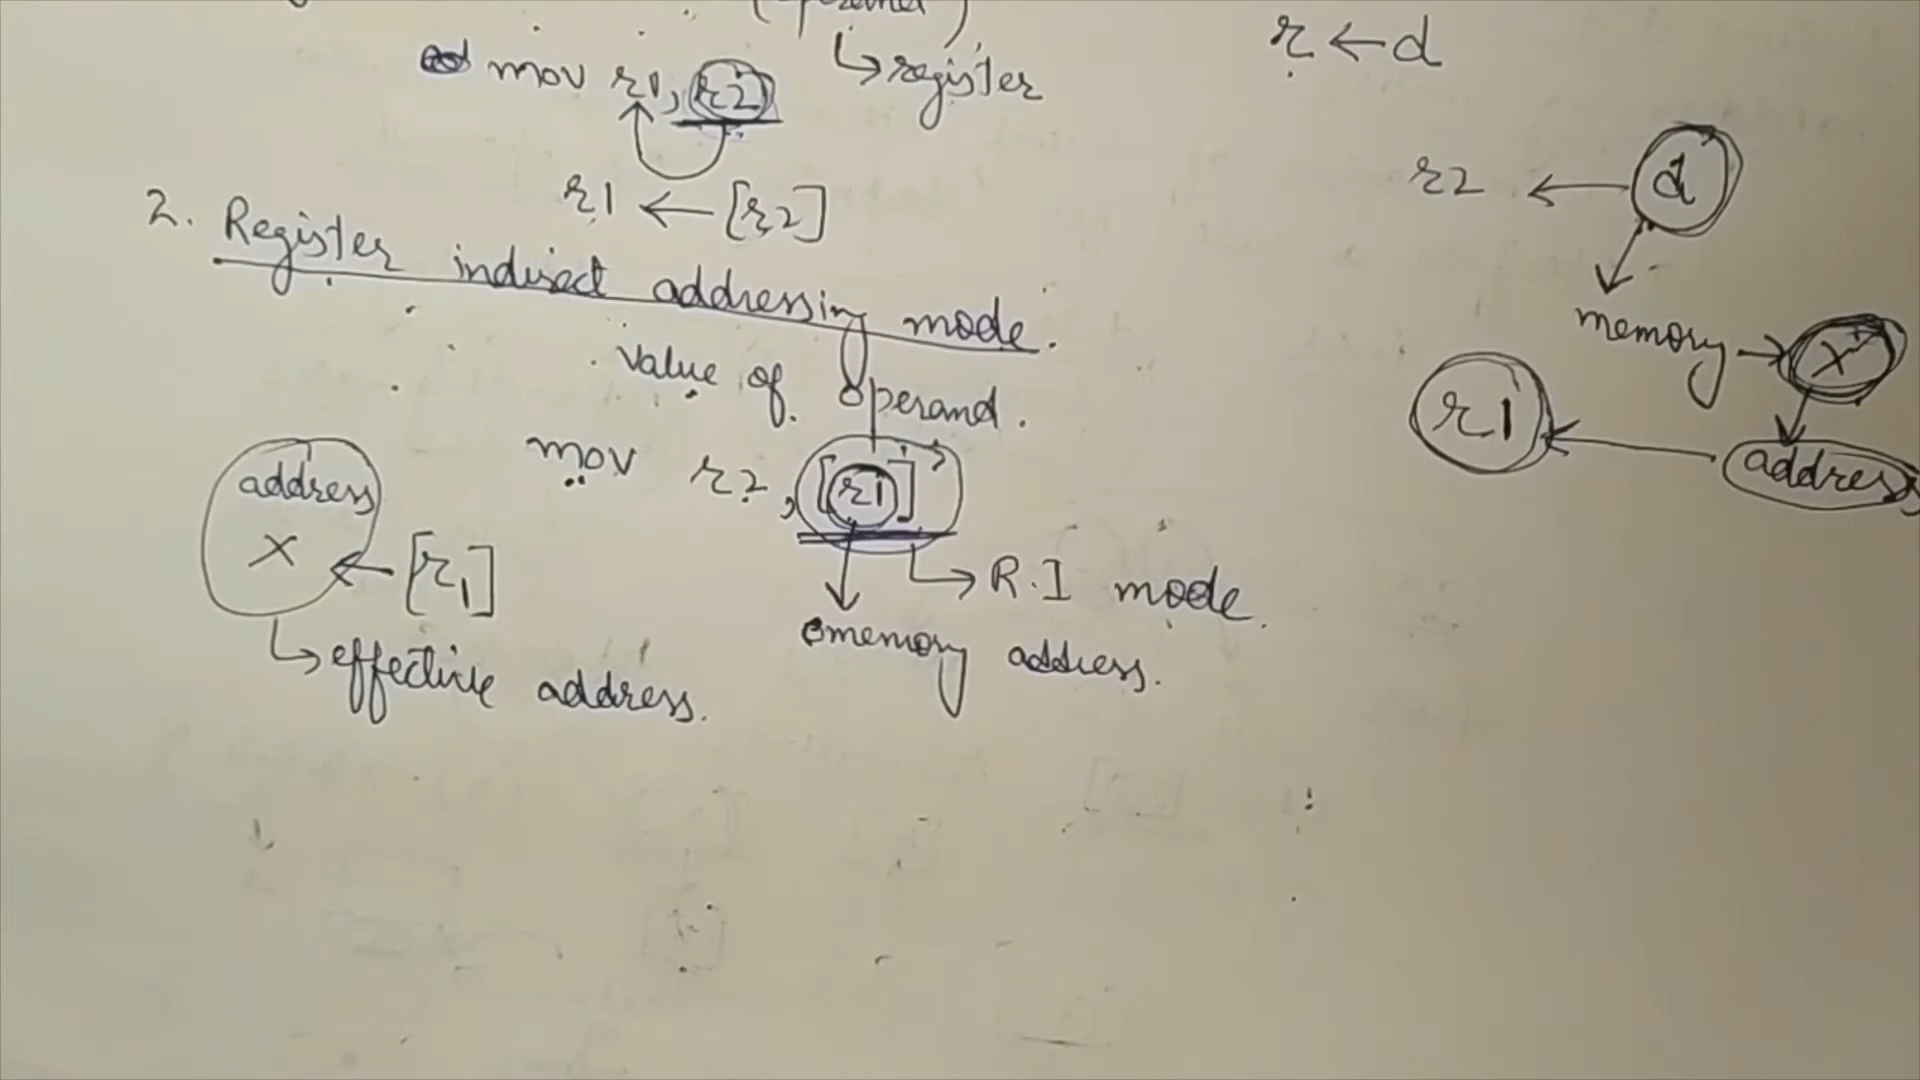 mov r1, r2
↳ register
r ← d
r1 ← [r2]
r2 ← d
2. Register indirect addressing mode.
memory → x
value of operand.
r1 ← address
mov r2, [r1]
address
x ← [r1]
↳ R.I mode.
memory address.
↳ effective address.